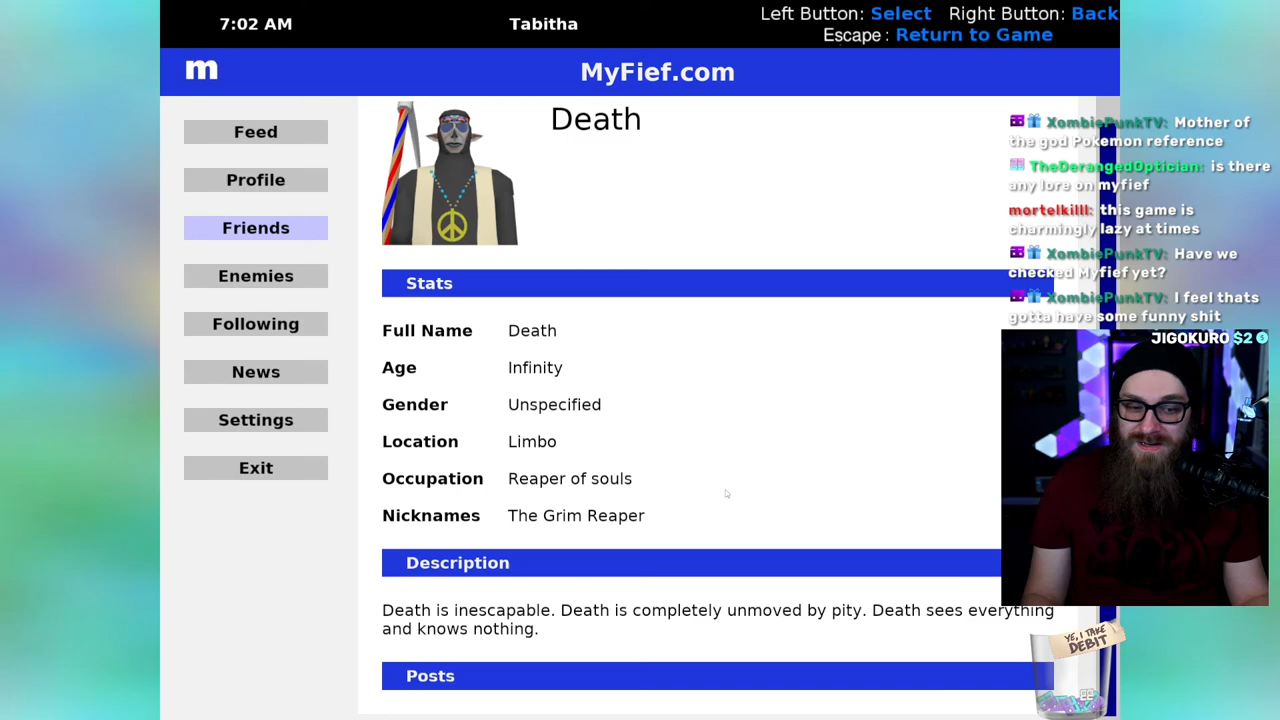 7:02 AM
Tabitha
Left Button: Select Right Button: Back
Escape : Return to Game
m
MyFief.com
Feed
Profile
Friends
Enemies
Following
News
Settings
Exit
Death
Stats
Full Name Death
Age Infinity
Gender Unspecified
Location Limbo
Occupation Reaper of souls
Nicknames The Grim Reaper
Description
Death is inescapable. Death is completely unmoved by pity. Death sees everything
and knows nothing.
Posts
XombiePunkTV: Mother of
the god Pokemon reference
TheDerangedOptician: is there
any lore on myfief
mortelkilll: this game is
charmingly lazy at times
XombiePunkTV: Have we
checked Myfief yet?
XombiePunkTV: I feel thats
gotta have some funny shit
JIGOKURO $2
YE, I TAKE
DEBIT